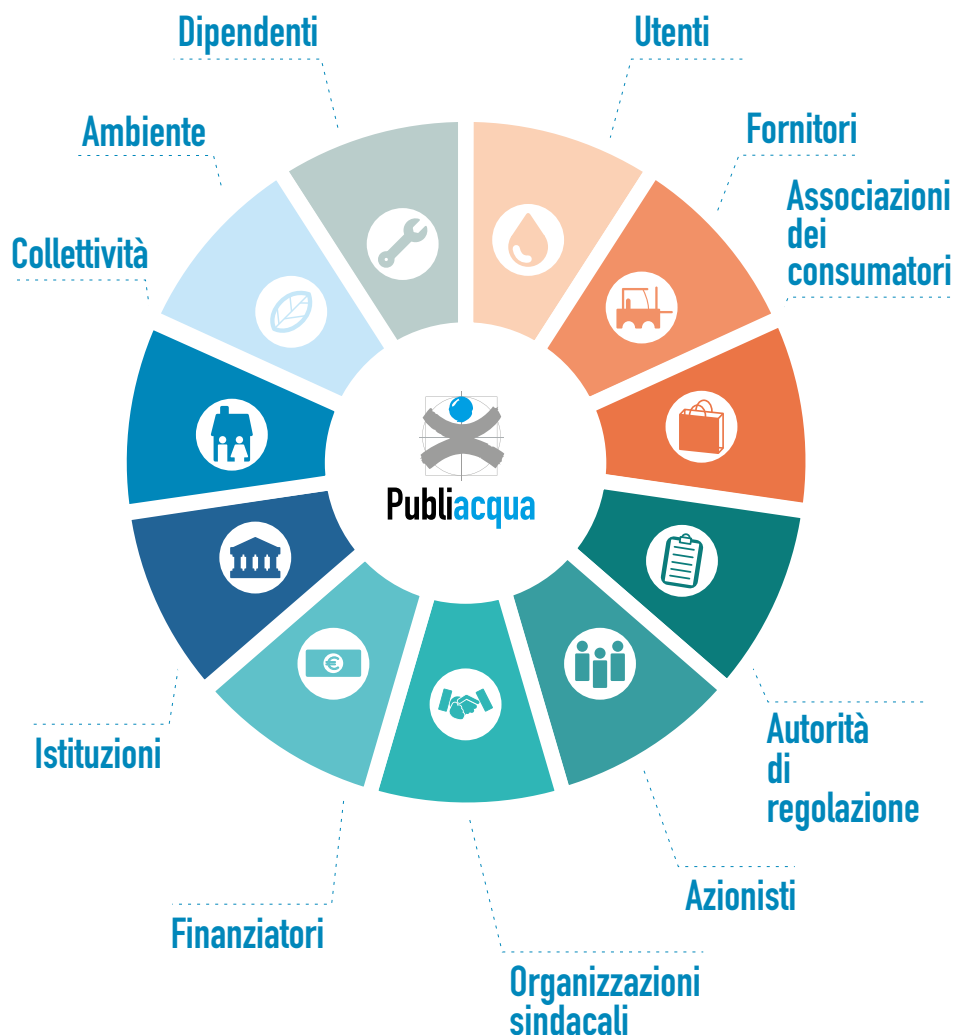 Dipendenti
Utenti
Ambiente
Fornitori
Associazioni
dei
consumatori
Collettività
€
Publiacqua
Istituzioni
Autorità
di
regolazione
Azionisti
Finanziatori
Organizzazioni
sindacali